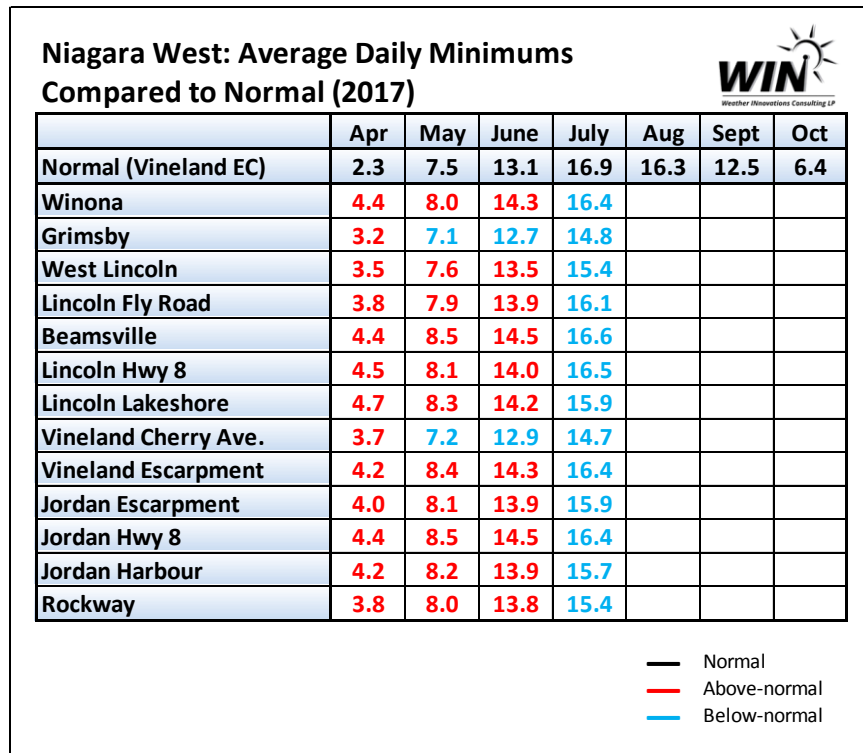 Niagara West: Average Daily Minimums
Compared to Normal (2017)
WIN
Weather INnovations Consulting LP
Apr May June July Aug Sept Oct
Normal (Vineland EC) 2.3 7.5 13.1 16.9 16.3 12.5 6.4
Winona 4.4 8.0 14.3 16.4
Grimsby 3.2 7.1 12.7 14.8
West Lincoln 3.5 7.6 13.5 15.4
Lincoln Fly Road 3.8 7.9 13.9 16.1
Beamsville 4.4 8.5 14.5 16.6
Lincoln Hwy 8 4.5 8.1 14.0 16.5
Lincoln Lakeshore 4.7 8.3 14.2 15.9
Vineland Cherry Ave. 3.7 7.2 12.9 14.7
Vineland Escarpment 4.2 8.4 14.3 16.4
Jordan Escarpment 4.0 8.1 13.9 15.9
Jordan Hwy 8 4.4 8.5 14.5 16.4
Jordan Harbour 4.2 8.2 13.9 15.7
Rockway 3.8 8.0 13.8 15.4
Normal
Above-normal
Below-normal